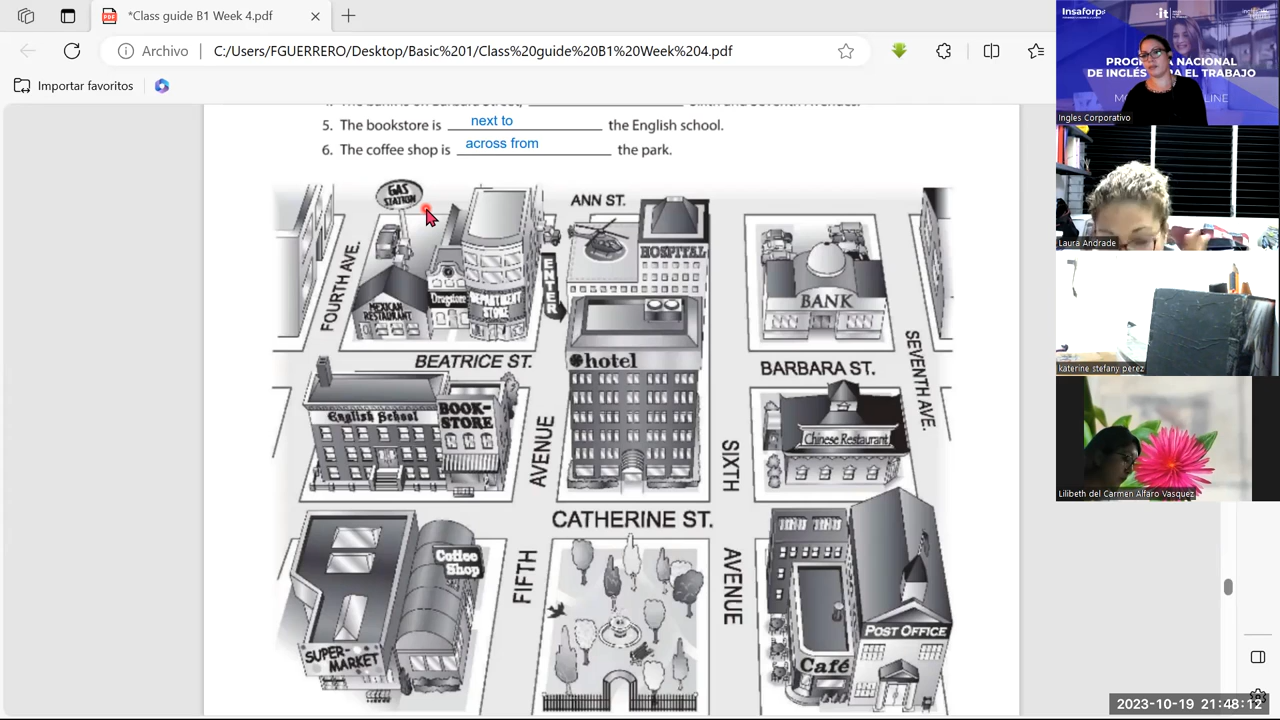 *Class guide B1 Week 4.pdf
Archivo
C:/Users/FGUERRERO/Desktop/Basic%201/Class%20guide%20B1%20Week%204.pdf
Importar favoritos
5. The bookstore is next to the English school.
6. The coffee shop is across from the park.
GAS
STATION
ANN ST.
HOSPITAL
FOURTH AVE.
MEXICAN
RESTAURANT
Drugstore
DEPARTMENT
STORE
ENTER
BANK
BEATRICE ST.
hotel
BARBARA ST.
SEVENTH AVE.
English School
BOOK-
STORE
AVENUE
SIXTH
Chinese Restaurant
CATHERINE ST.
Coffee
Shop
FIFTH
AVENUE
SUPER-
MARKET
Café
POST OFFICE
Insaforp
it
NACIONAL
DE INGLÉS
RA EL TRABAJO
LINE
Ingles Corporativo
Laura Andrade
katerine stefany perez
Lilibeth del Carmen Alfaro Vasquez
2023-10-19 21:48:12